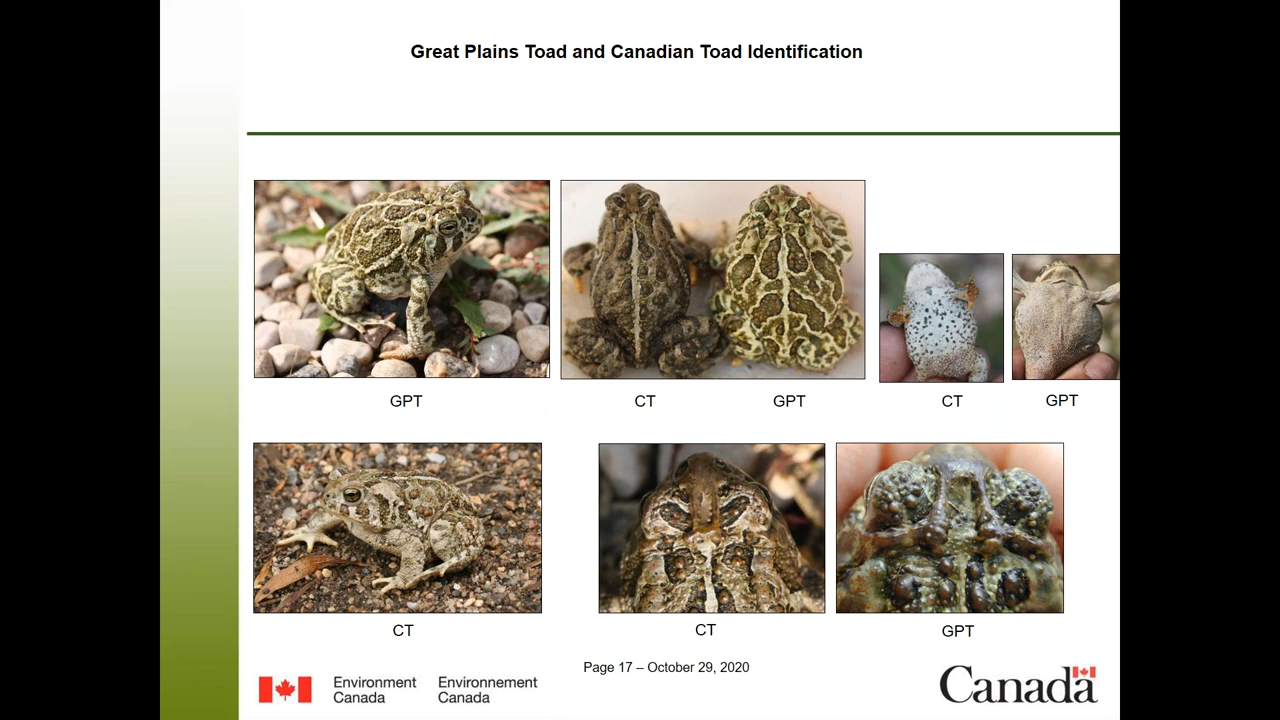 Great Plains Toad and Canadian Toad Identification
GPT
CT
GPT
CT
GPT
CT
CT
GPT
Page 17 – October 29, 2020
Environment
Canada
Environnement
Canada
Canada